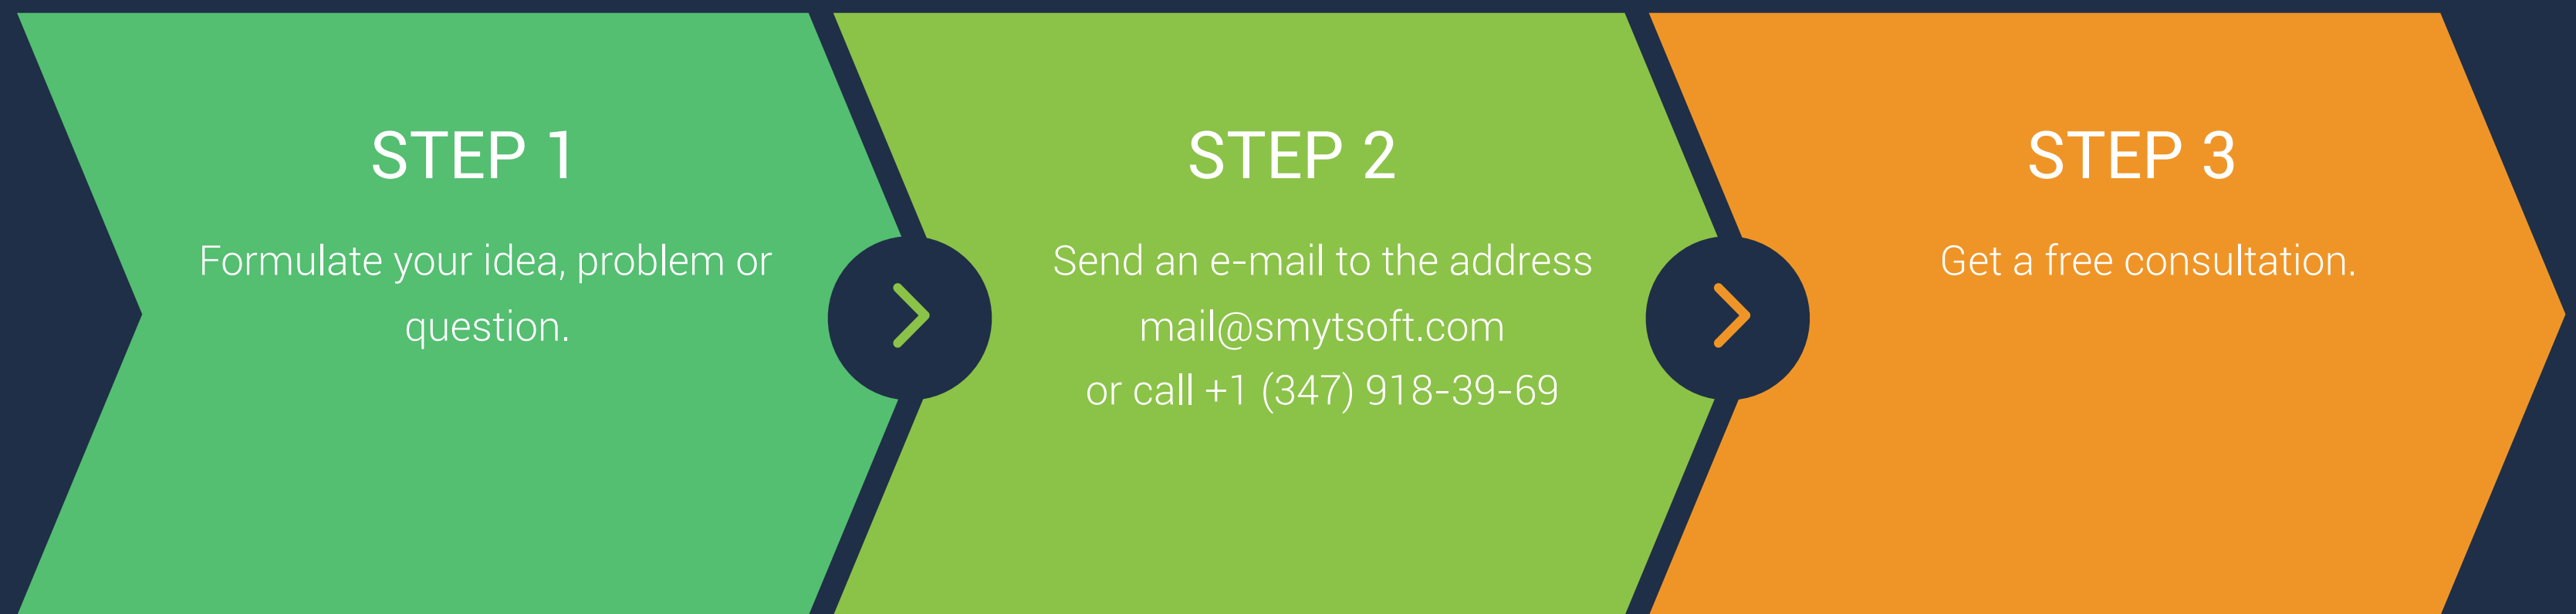 STEP 1
Formulate your idea, problem or
question.
STEP 2
Send an e-mail to the address
mail@smytsoft.com
or call +1 (347) 918-39-69
STEP 3
Get a free consultation.